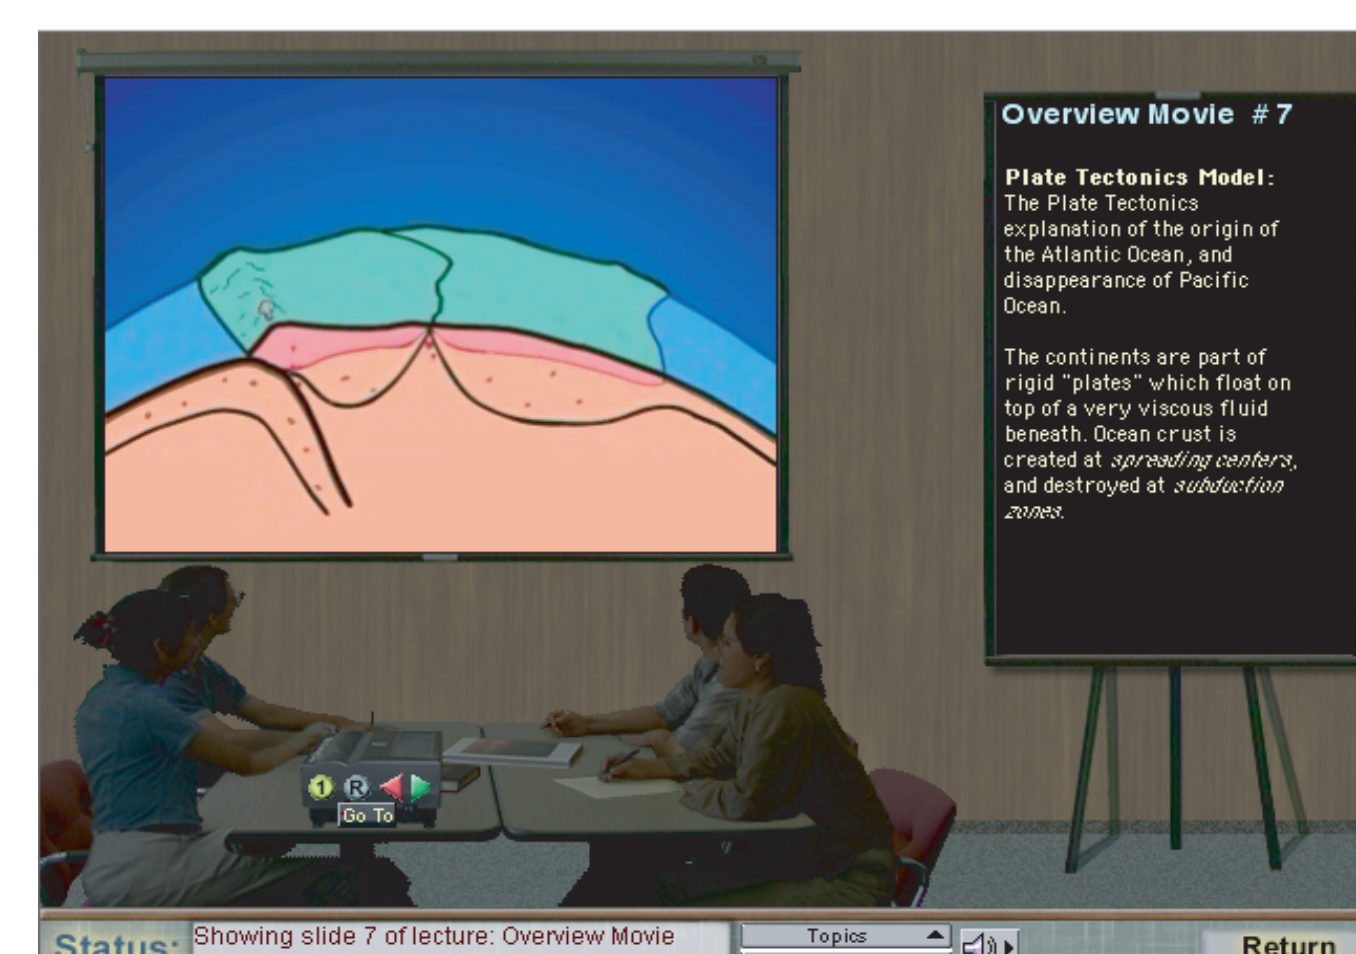 Overview Movie # 7
Plate Tectonics Model:
The Plate Tectonics
explanation of the origin of
the Atlantic Ocean, and
disappearance of Pacific
Ocean.
The continents are part of
rigid "plates" which float on
top of a very viscous fluid
beneath. Ocean crust is
created at spreading centers,
and destroyed at subduction
zones.
1 R
Go To
Status: Showing slide 7 of lecture: Overview Movie
Topics
Return